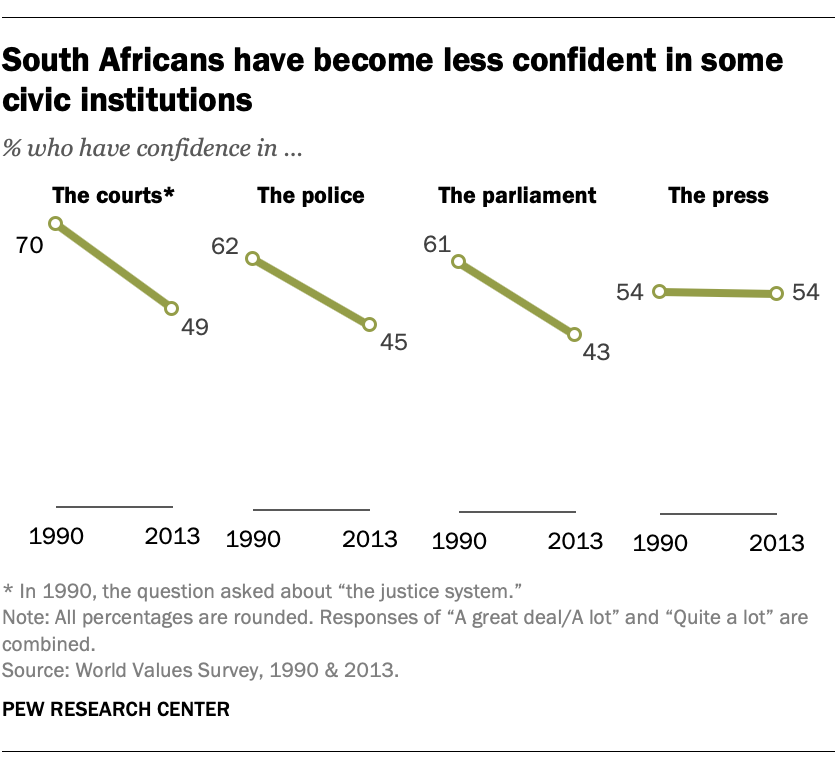 South Africans have become less confident in some
civic institutions
% who have confidence in ...
The courts* The police The parliament The press
70 49
62 45
61 43
54 54
1990 2013 1990 2013 1990 2013 1990 2013
* In 1990, the question asked about “the justice system.”
Note: All percentages are rounded. Responses of “A great deal/A lot” and “Quite a lot” are
combined.
Source: World Values Survey, 1990 & 2013.
PEW RESEARCH CENTER